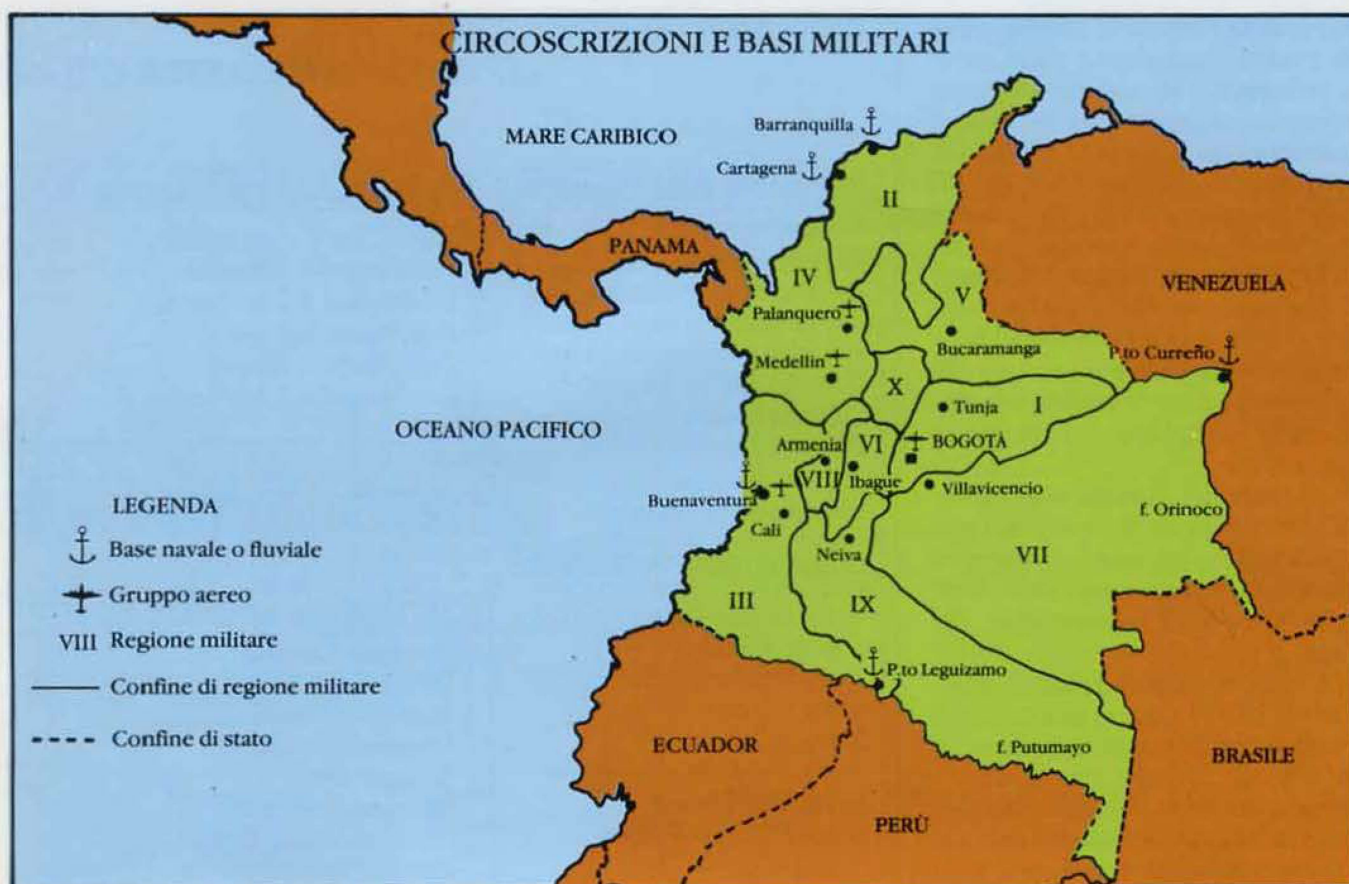 CIRCOSCRIZIONI E BASI MILITARI
MARE CARIBICO
Barranquilla
Cartagena
II
PANAMA
IV
V
VENEZUELA
Palanquero
Bucaramanga
P.to Curreño
Medellin
X
I
Tunja
OCEANO PACIFICO
Armenia
VI
BOGOTÀ
VIII
Ibague
Villavicencio
Buenaventura
Cali
f. Orinoco
Neiva
VII
III
IX
P.to Leguizamo
ECUADOR
f. Putumayo
BRASILE
PERÙ
LEGENDA
Base navale o fluviale
Gruppo aereo
VIII Regione militare
Confine di regione militare
Confine di stato